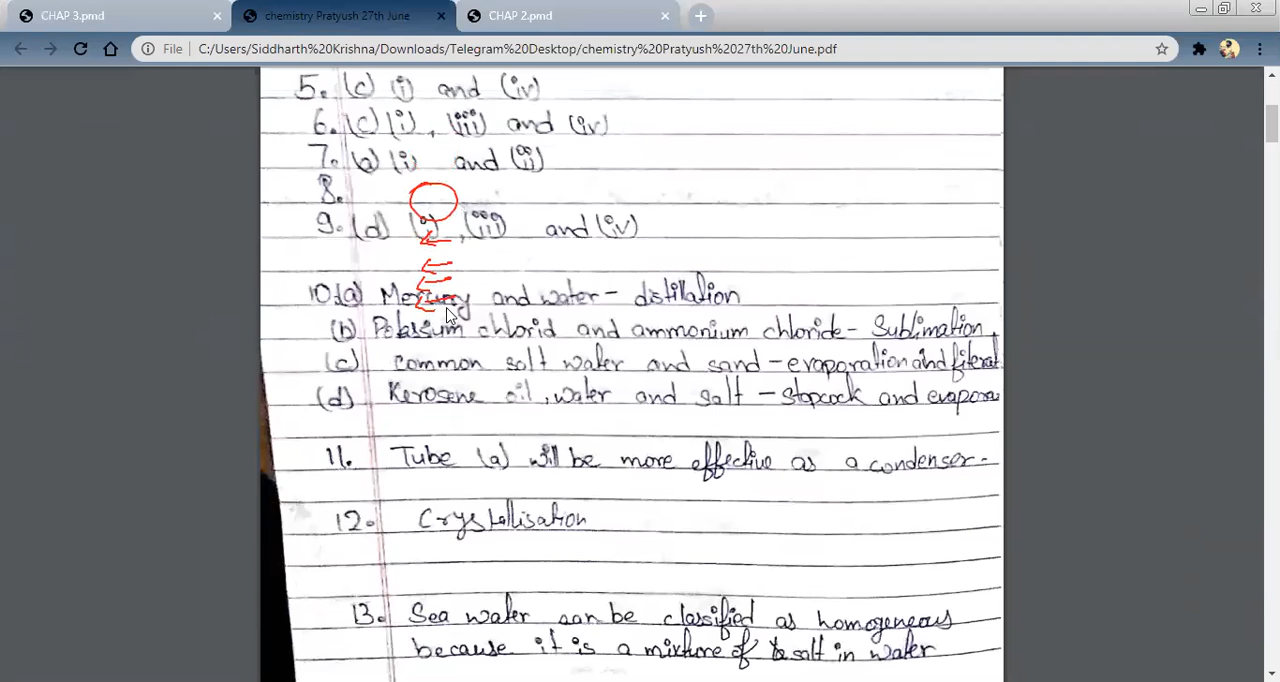 CHAP 3.pmd
chemistry Pratyush 27th June
CHAP 2.pmd
File C:/Users/Siddharth%20Krishna/Downloads/Telegram%20Desktop/chemistry%20Pratyush%2027th%20June.pdf
5. (c) (i) and (iv)
6. (c) (i), (iii) and (iv)
7. (a) (i) and (ii)
8.
9. (d) (i), (iii) and (iv)
10.(a) Mercury and water - distillation
(b) Potassium chlorid and ammonium chloride - Sublimation.
(c) common salt water and sand - evaporation and filterat
(d) Kerosene oil, water and salt - stopcock and evapora
11. Tube (a) will be more effective as a condenser.
12. Crystallisation
13. Sea water can be classified as homogeneous
because it is a mixture of salt in water